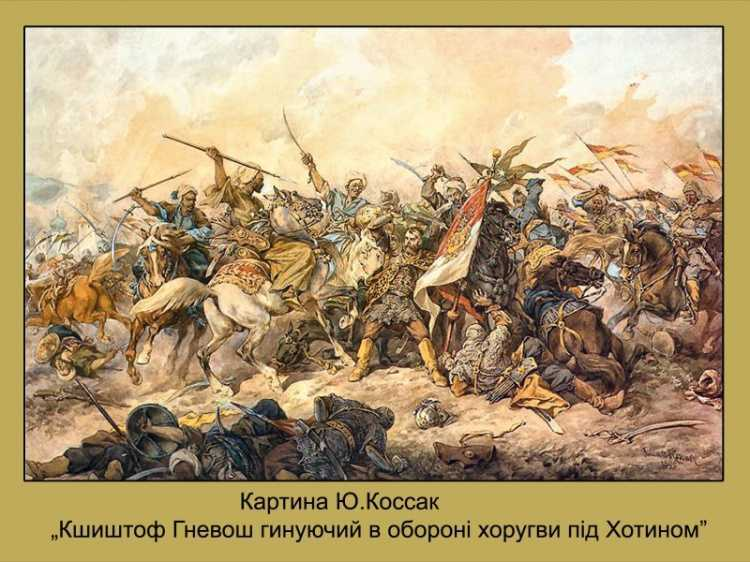 Картина Ю.Коссак
„Кшиштоф Гневош гинуючий в обороні хоругви під Хотином”